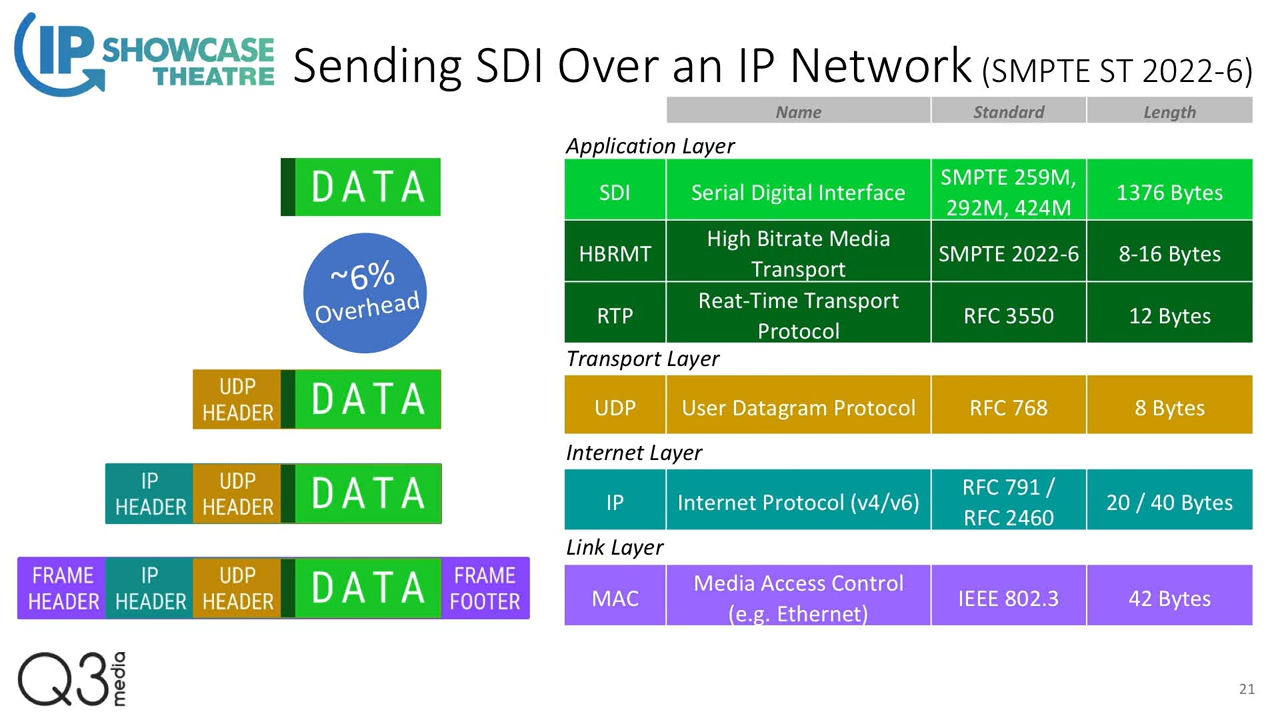 IP SHOWCASE
THEATRE
Sending SDI Over an IP Network (SMPTE ST 2022-6)
Name Standard Length
Application Layer
DATA
SDI Serial Digital Interface SMPTE 259M, 1376 Bytes
292M, 424M
HBRMT High Bitrate Media SMPTE 2022-6 8-16 Bytes
Transport
~6%
Overhead
RTP Reat-Time Transport RFC 3550 12 Bytes
Protocol
Transport Layer
UDP
HEADER
DATA
UDP User Datagram Protocol RFC 768 8 Bytes
Internet Layer
IP
HEADER
UDP
HEADER
DATA
IP Internet Protocol (v4/v6) RFC 791 / 20 / 40 Bytes
RFC 2460
Link Layer
FRAME
HEADER
IP
HEADER
UDP
HEADER
DATA
FRAME
FOOTER
MAC Media Access Control IEEE 802.3 42 Bytes
(e.g. Ethernet)
Q3 media
21